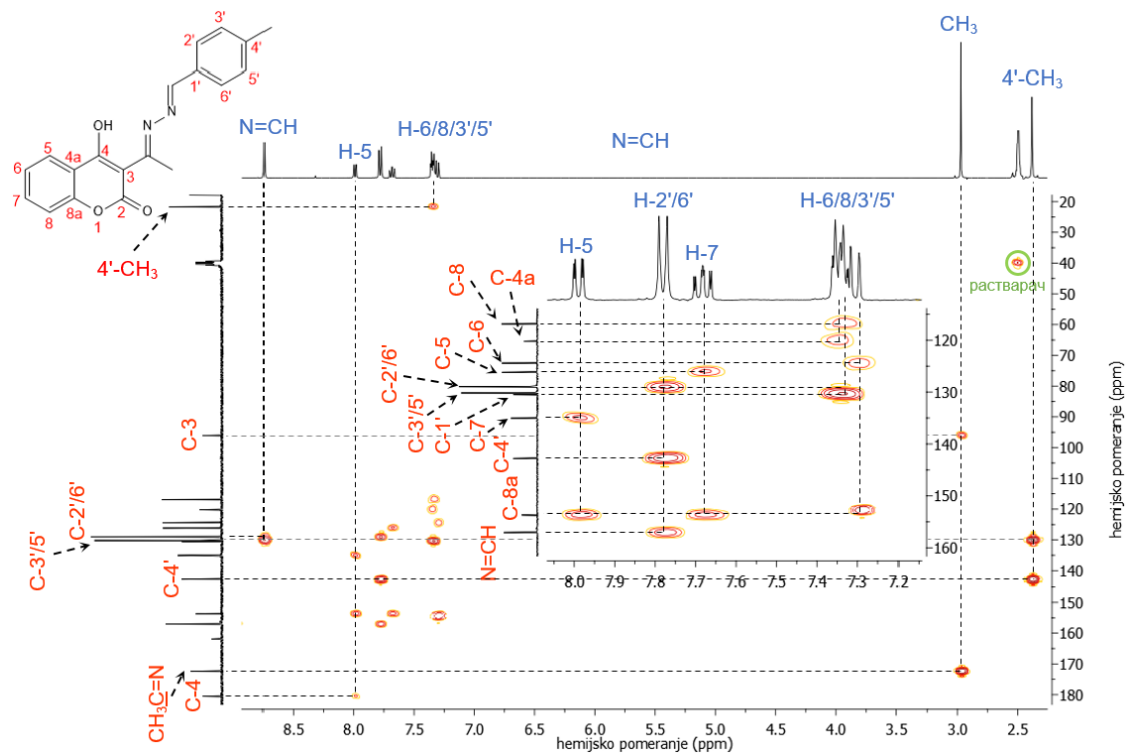 3'
2'
4'
1'
5'
6'
N
N
OH
N
5
4
4a
6
3
7
8a
2
8
O
1
O
CH₃
4'-CH₃
N=CH
H-5
H-6/8/3'/5'
N=CH
4'-CH₃
H-2'/6'
H-6/8/3'/5'
H-5
H-7
растварач
C-8
C-4a
C-6
C-5
C-2'/6'
C-3'/5'
C-1'
C-7
C-4'
C-8a
N=CH
120
130
140
150
160
8.0 7.9 7.8 7.7 7.6 7.5 7.4 7.3 7.2
C-3
C-2'/6'
C-3'/5'
C-4'
CH₃C=N
C-4
20
30
40
50
60
70
80
90
100
110
120
130
140
150
160
170
180
hemijsko pomeranje (ppm)
8.5 8.0 7.5 7.0 6.5 6.0 5.5 5.0 4.5 4.0 3.5 3.0 2.5
hemijsko pomeranje (ppm)